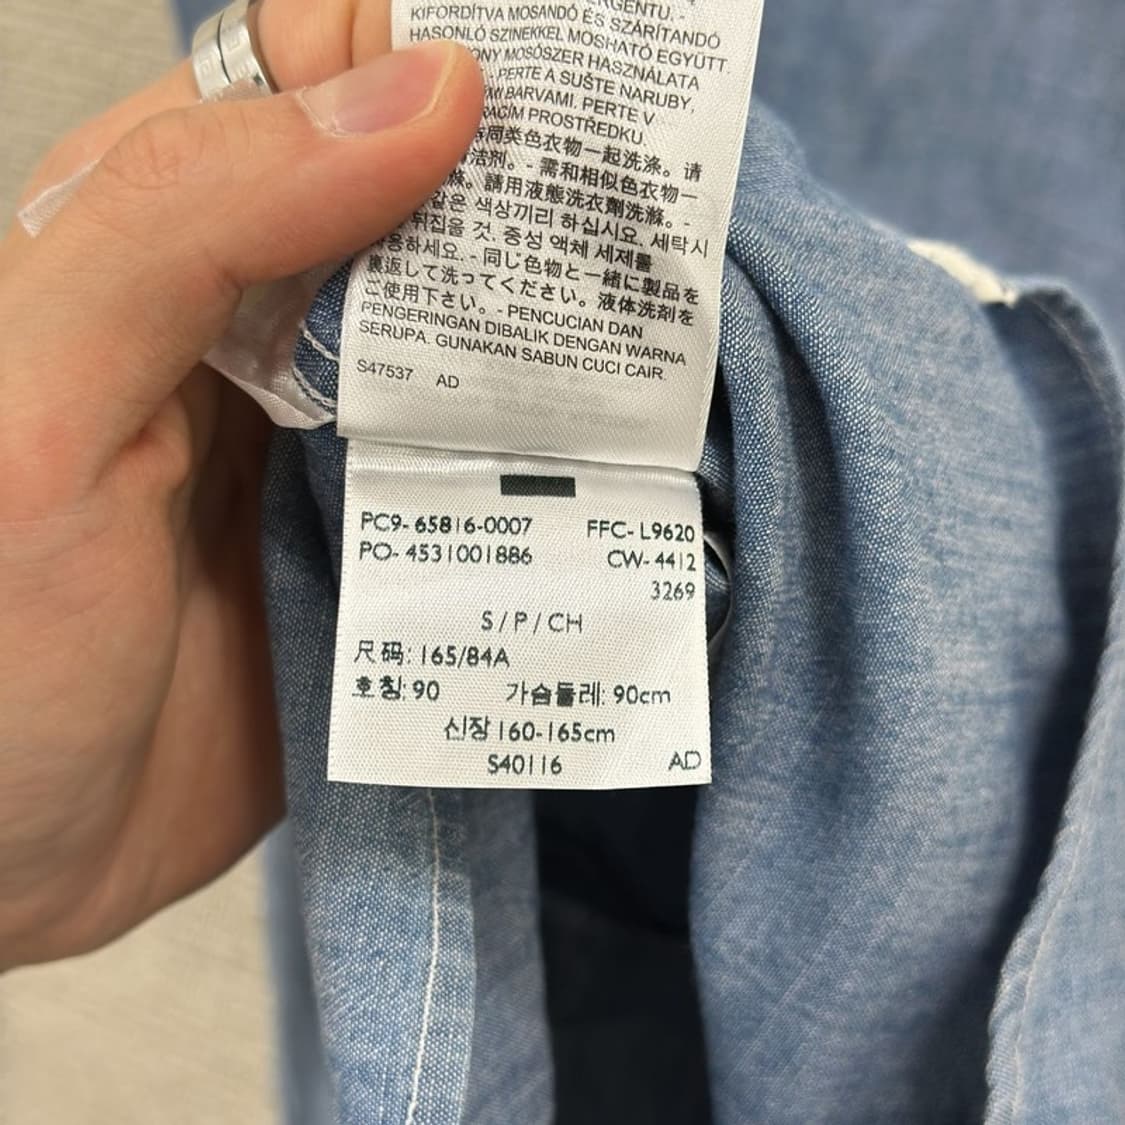 RGENTU. -
KIFORDÍTVA MOSANDÓ ÉS SZÁRÍTANDÓ
HASONLÓ SZINEKKEL MOSHATÓ EGYÜTT.
MOSÓSZER HASZNÁLATA
- PERTE A SUŠTE NARUBY,
BARVAMI. PERTE V
PROSTŘEDKU.
同类色衣物一起洗涤。请
洁剂。- 需和相似色衣物一
滌。請用液態洗衣劑洗滌。-
같은 색상끼리 하십시요. 세탁시
뒤집을 것. 중성 액체 세제를
하세요. - 同じ色物と一緒に製品を
裏返して洗ってください。液体洗剤を
ご使用下さい。- PENCUCIAN DAN
PENGERINGAN DIBALIK DENGAN WARNA
SERUPA. GUNAKAN SABUN CUCI CAIR.
S47537 AD
PC9- 65816-0007 FFC- L9620
PO- 4531001886 CW- 4412
3269
S / P / CH
尺码: 165/84A
호칭: 90 가슴둘레: 90cm
신장 160-165cm
S40116 AD